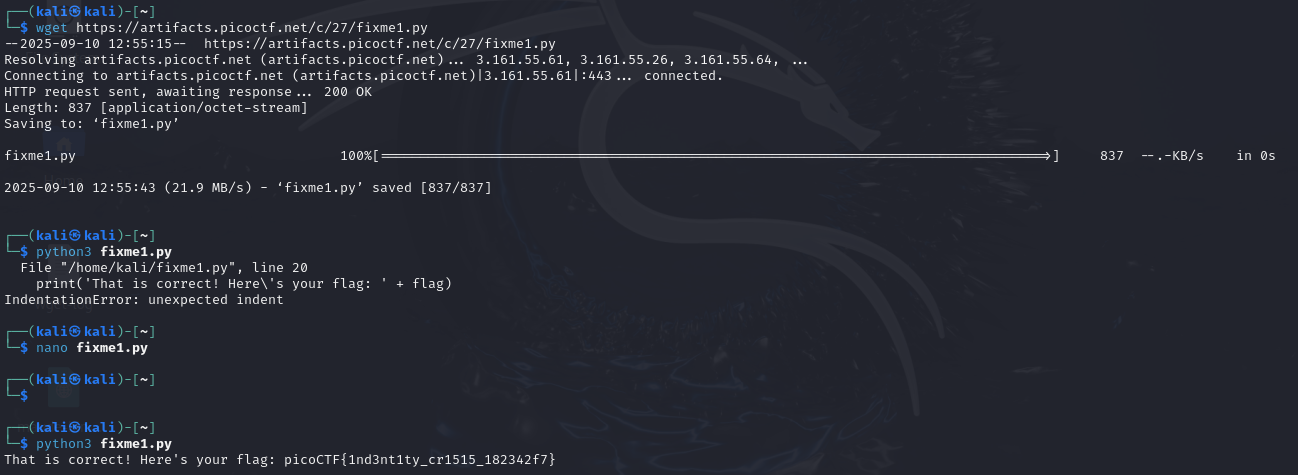 ┌──(kali㉿kali)-[~]
└─$ wget https://artifacts.picoctf.net/c/27/fixme1.py
--2025-09-10 12:55:15--  https://artifacts.picoctf.net/c/27/fixme1.py
Resolving artifacts.picoctf.net (artifacts.picoctf.net)... 3.161.55.61, 3.161.55.26, 3.161.55.64, ...
Connecting to artifacts.picoctf.net (artifacts.picoctf.net)|3.161.55.61|:443... connected.
HTTP request sent, awaiting response... 200 OK
Length: 837 [application/octet-stream]
Saving to: ‘fixme1.py’
fixme1.py 100%[===================================================================================>] 837 --.-KB/s in 0s
2025-09-10 12:55:43 (21.9 MB/s) - ‘fixme1.py’ saved [837/837]
┌──(kali㉿kali)-[~]
└─$ python3 fixme1.py
  File "/home/kali/fixme1.py", line 20
    print('That is correct! Here\'s your flag: ' + flag)
IndentationError: unexpected indent
┌──(kali㉿kali)-[~]
└─$ nano fixme1.py
┌──(kali㉿kali)-[~]
└─$
┌──(kali㉿kali)-[~]
└─$ python3 fixme1.py
That is correct! Here's your flag: picoCTF{1nd3nt1ty_cr1515_182342f7}